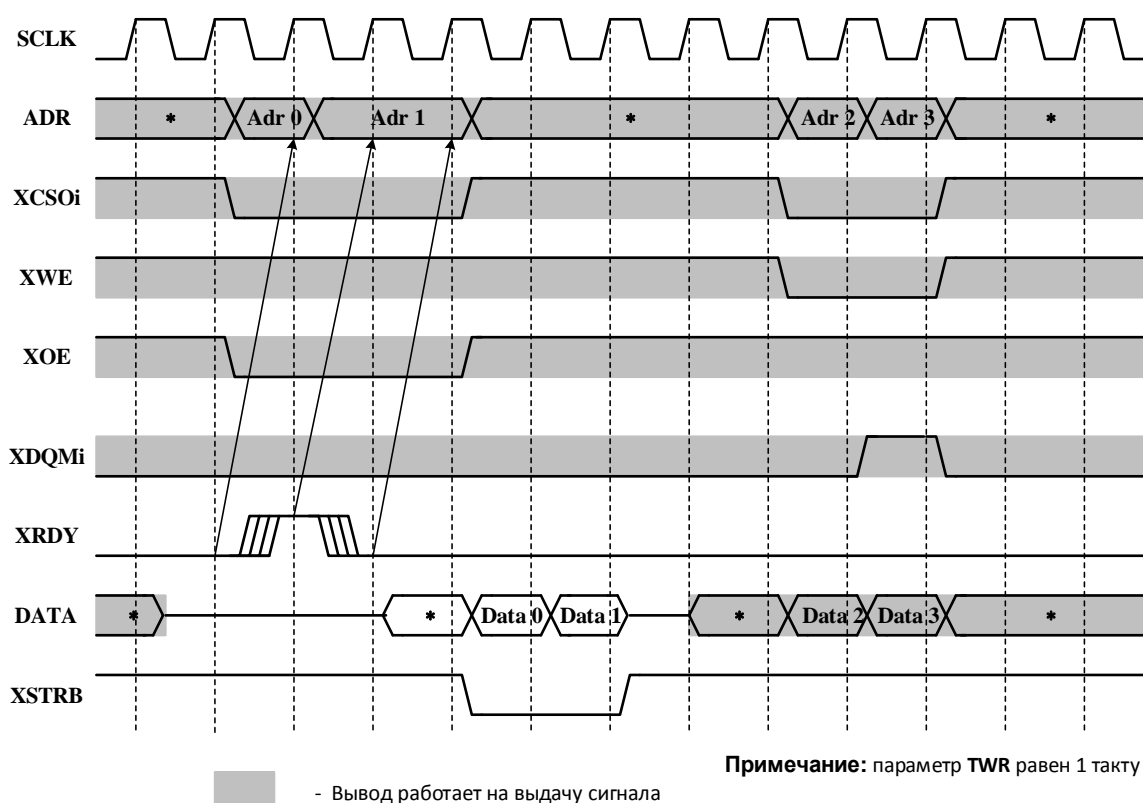 SCLK
ADR * Adr 0 Adr 1 * Adr 2 Adr 3 *
XCSOi
XWE
XOE
XDQMi
XRDY
DATA * * Data 0 Data 1 * Data 2 Data 3 *
XSTRB
Примечание: параметр TWR равен 1 такту
- Вывод работает на выдачу сигнала